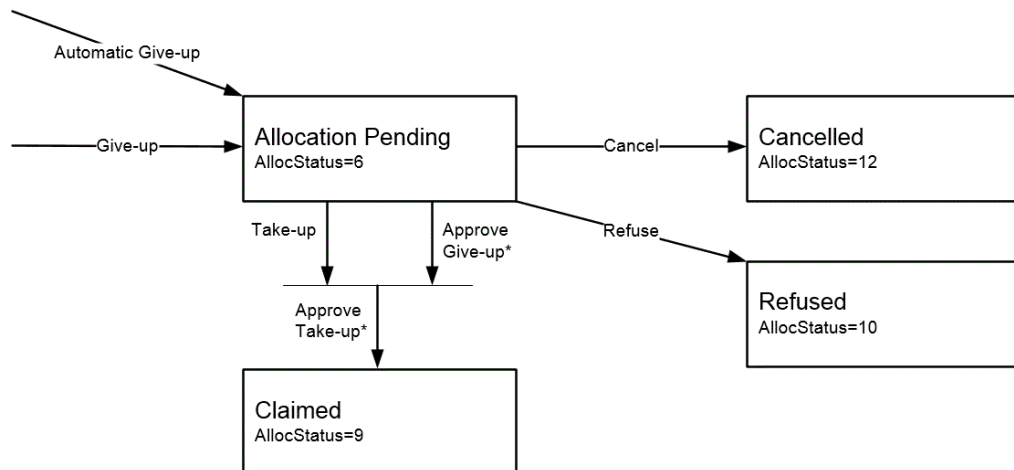 Automatic Give-up
Give-up
Allocation Pending
AllocStatus=6
Cancel
Cancelled
AllocStatus=12
Take-up
Approve
Give-up*
Refuse
Refused
AllocStatus=10
Approve
Take-up*
Claimed
AllocStatus=9